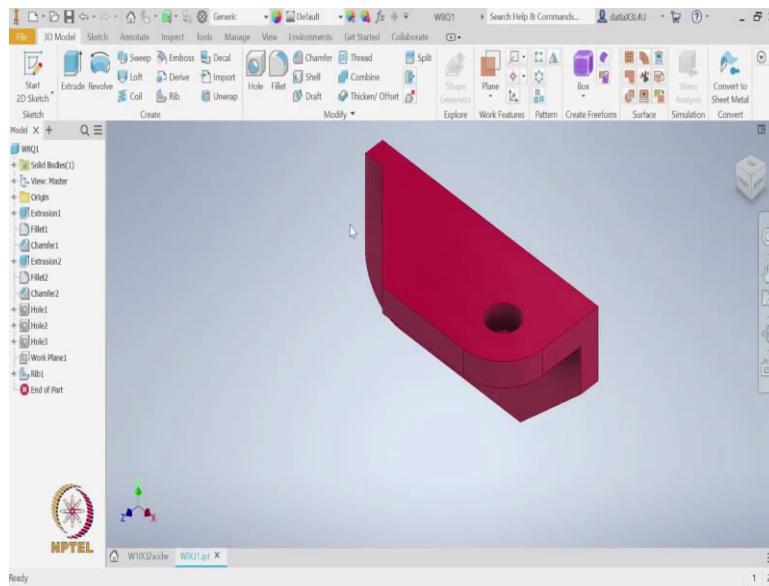 Generic Default W8Q1 Search Help & Commands... datlaX3L4U
File 3D Model Sketch Annotate Inspect Tools Manage View Environments Get Started Collaborate
Start 2D Sketch
Extrude Revolve
Sweep Emboss Decal
Loft Derive Import
Coil Rib Unwrap
Hole Fillet
Chamfer Thread Split
Shell Combine
Draft Thicken/ Offset
Shape Generator
Plane
Box
Stress Analysis
Convert to Sheet Metal
Sketch Create Modify Explore Work Features Pattern Create Freeform Surface Simulation Convert
Model X +
W8Q1
Solid Bodies(1)
View: Master
Origin
Extrusion1
Fillet1
Chamfer1
Extrusion2
Fillet2
Chamfer2
Hole1
Hole2
Hole3
Work Plane1
Rib1
End of Part
Z X
NPTEL
W10Q2a.idw W8Q1.ipt X
Ready 1